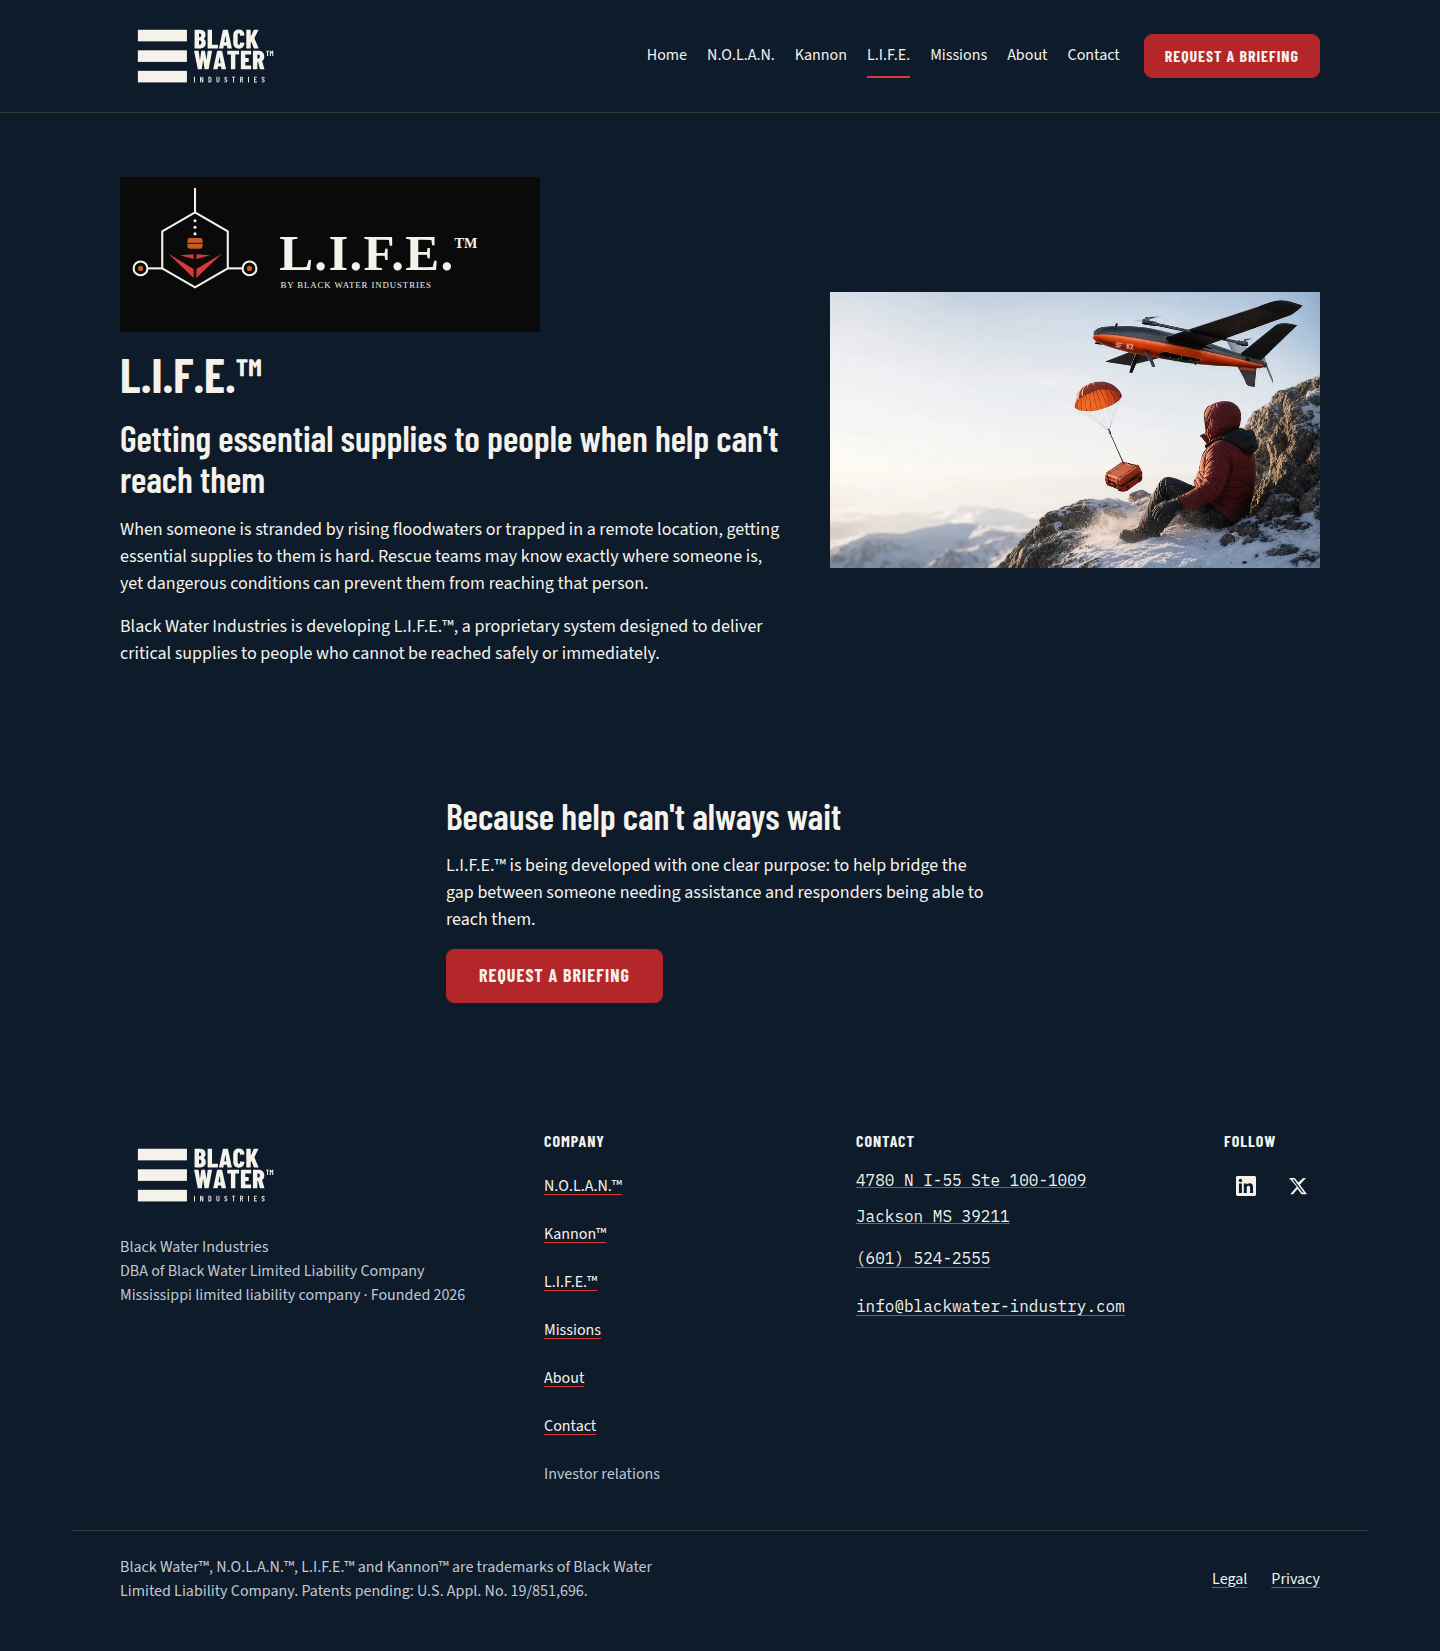 BLACK
WATER™
INDUSTRIES
Home N.O.L.A.N. Kannon L.I.F.E. Missions About Contact REQUEST A BRIEFING
L.I.F.E.™
BY BLACK WATER INDUSTRIES
L.I.F.E.™
Getting essential supplies to people when help can't
reach them
When someone is stranded by rising floodwaters or trapped in a remote location, getting
essential supplies to them is hard. Rescue teams may know exactly where someone is,
yet dangerous conditions can prevent them from reaching that person.
Black Water Industries is developing L.I.F.E.™, a proprietary system designed to deliver
critical supplies to people who cannot be reached safely or immediately.
Because help can't always wait
L.I.F.E.™ is being developed with one clear purpose: to help bridge the
gap between someone needing assistance and responders being able to
reach them.
REQUEST A BRIEFING
BLACK
WATER™
INDUSTRIES
Black Water Industries
DBA of Black Water Limited Liability Company
Mississippi limited liability company · Founded 2026
COMPANY
N.O.L.A.N.™
Kannon™
L.I.F.E.™
Missions
About
Contact
Investor relations
CONTACT
4780 N I-55 Ste 100-1009
Jackson MS 39211
(601) 524-2555
info@blackwater-industry.com
FOLLOW
Black Water™, N.O.L.A.N.™, L.I.F.E.™ and Kannon™ are trademarks of Black Water
Limited Liability Company. Patents pending: U.S. Appl. No. 19/851,696.
Legal Privacy